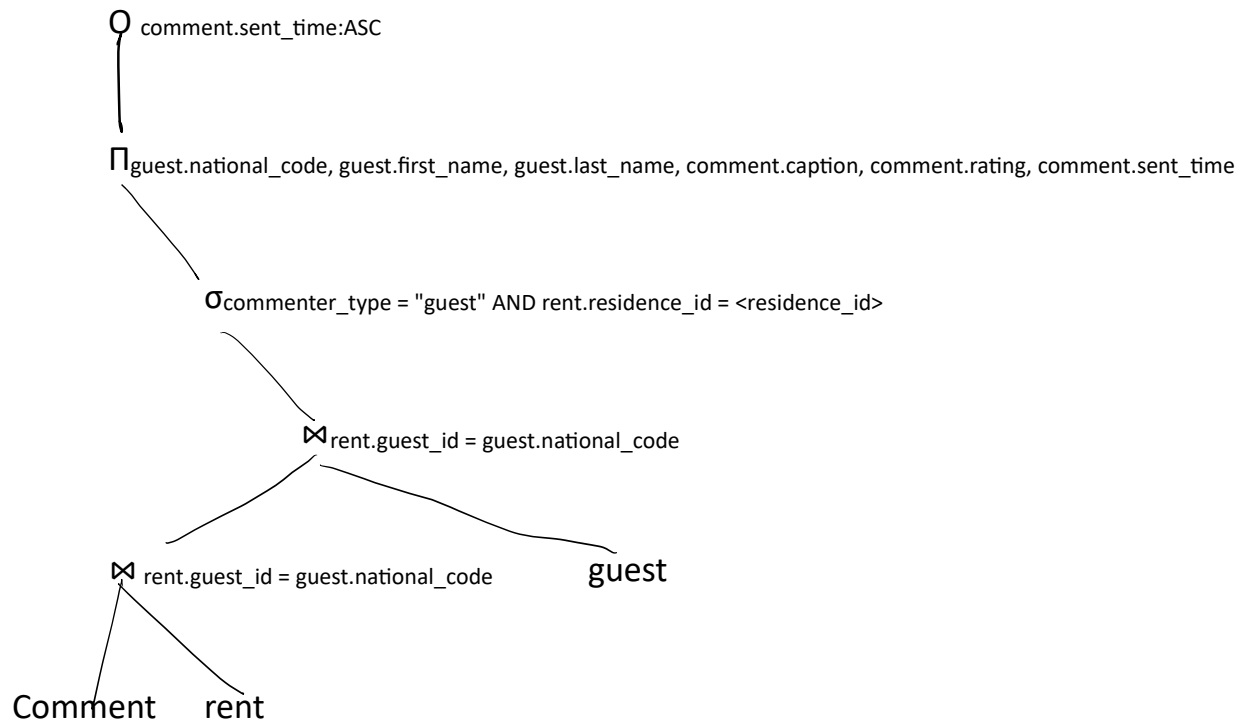 O comment.sent_time:ASC
Πguest.national_code, guest.first_name, guest.last_name, comment.caption, comment.rating, comment.sent_time
σcommenter_type = "guest" AND rent.residence_id = <residence_id>
⋈ rent.guest_id = guest.national_code
⋈ rent.guest_id = guest.national_code
guest
Comment rent